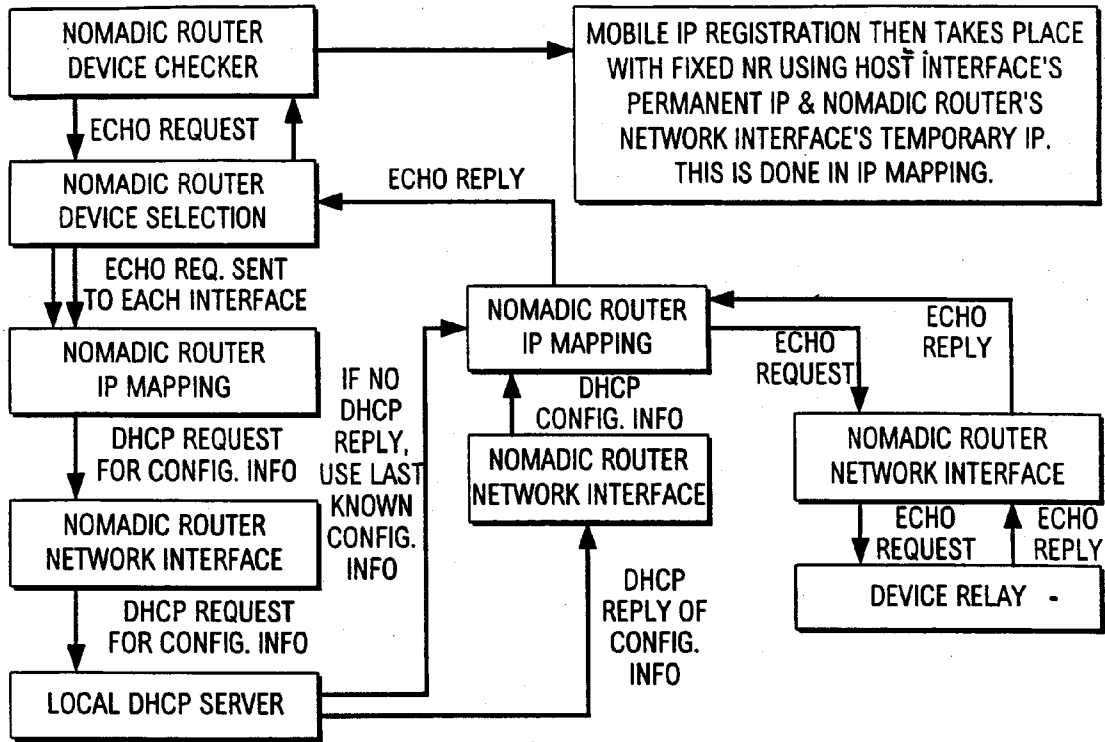 NOMADIC ROUTER
DEVICE CHECKER
MOBILE IP REGISTRATION THEN TAKES PLACE
WITH FIXED NR USING HOST INTERFACE'S
PERMANENT IP & NOMADIC ROUTER'S
NETWORK INTERFACE'S TEMPORARY IP.
THIS IS DONE IN IP MAPPING.
ECHO REQUEST
NOMADIC ROUTER
DEVICE SELECTION
ECHO REPLY
ECHO REQ. SENT
TO EACH INTERFACE
NOMADIC ROUTER
IP MAPPING
NOMADIC ROUTER
IP MAPPING
ECHO
REQUEST
ECHO
REPLY
IF NO
DHCP
REPLY,
USE LAST
KNOWN
CONFIG.
INFO
DHCP
CONFIG. INFO
DHCP REQUEST
FOR CONFIG. INFO
NOMADIC ROUTER
NETWORK INTERFACE
NOMADIC ROUTER
NETWORK INTERFACE
NOMADIC ROUTER
NETWORK INTERFACE
ECHO
REQUEST
ECHO
REPLY
DEVICE RELAY -
DHCP REQUEST
FOR CONFIG. INFO
DHCP
REPLY OF
CONFIG.
INFO
LOCAL DHCP SERVER